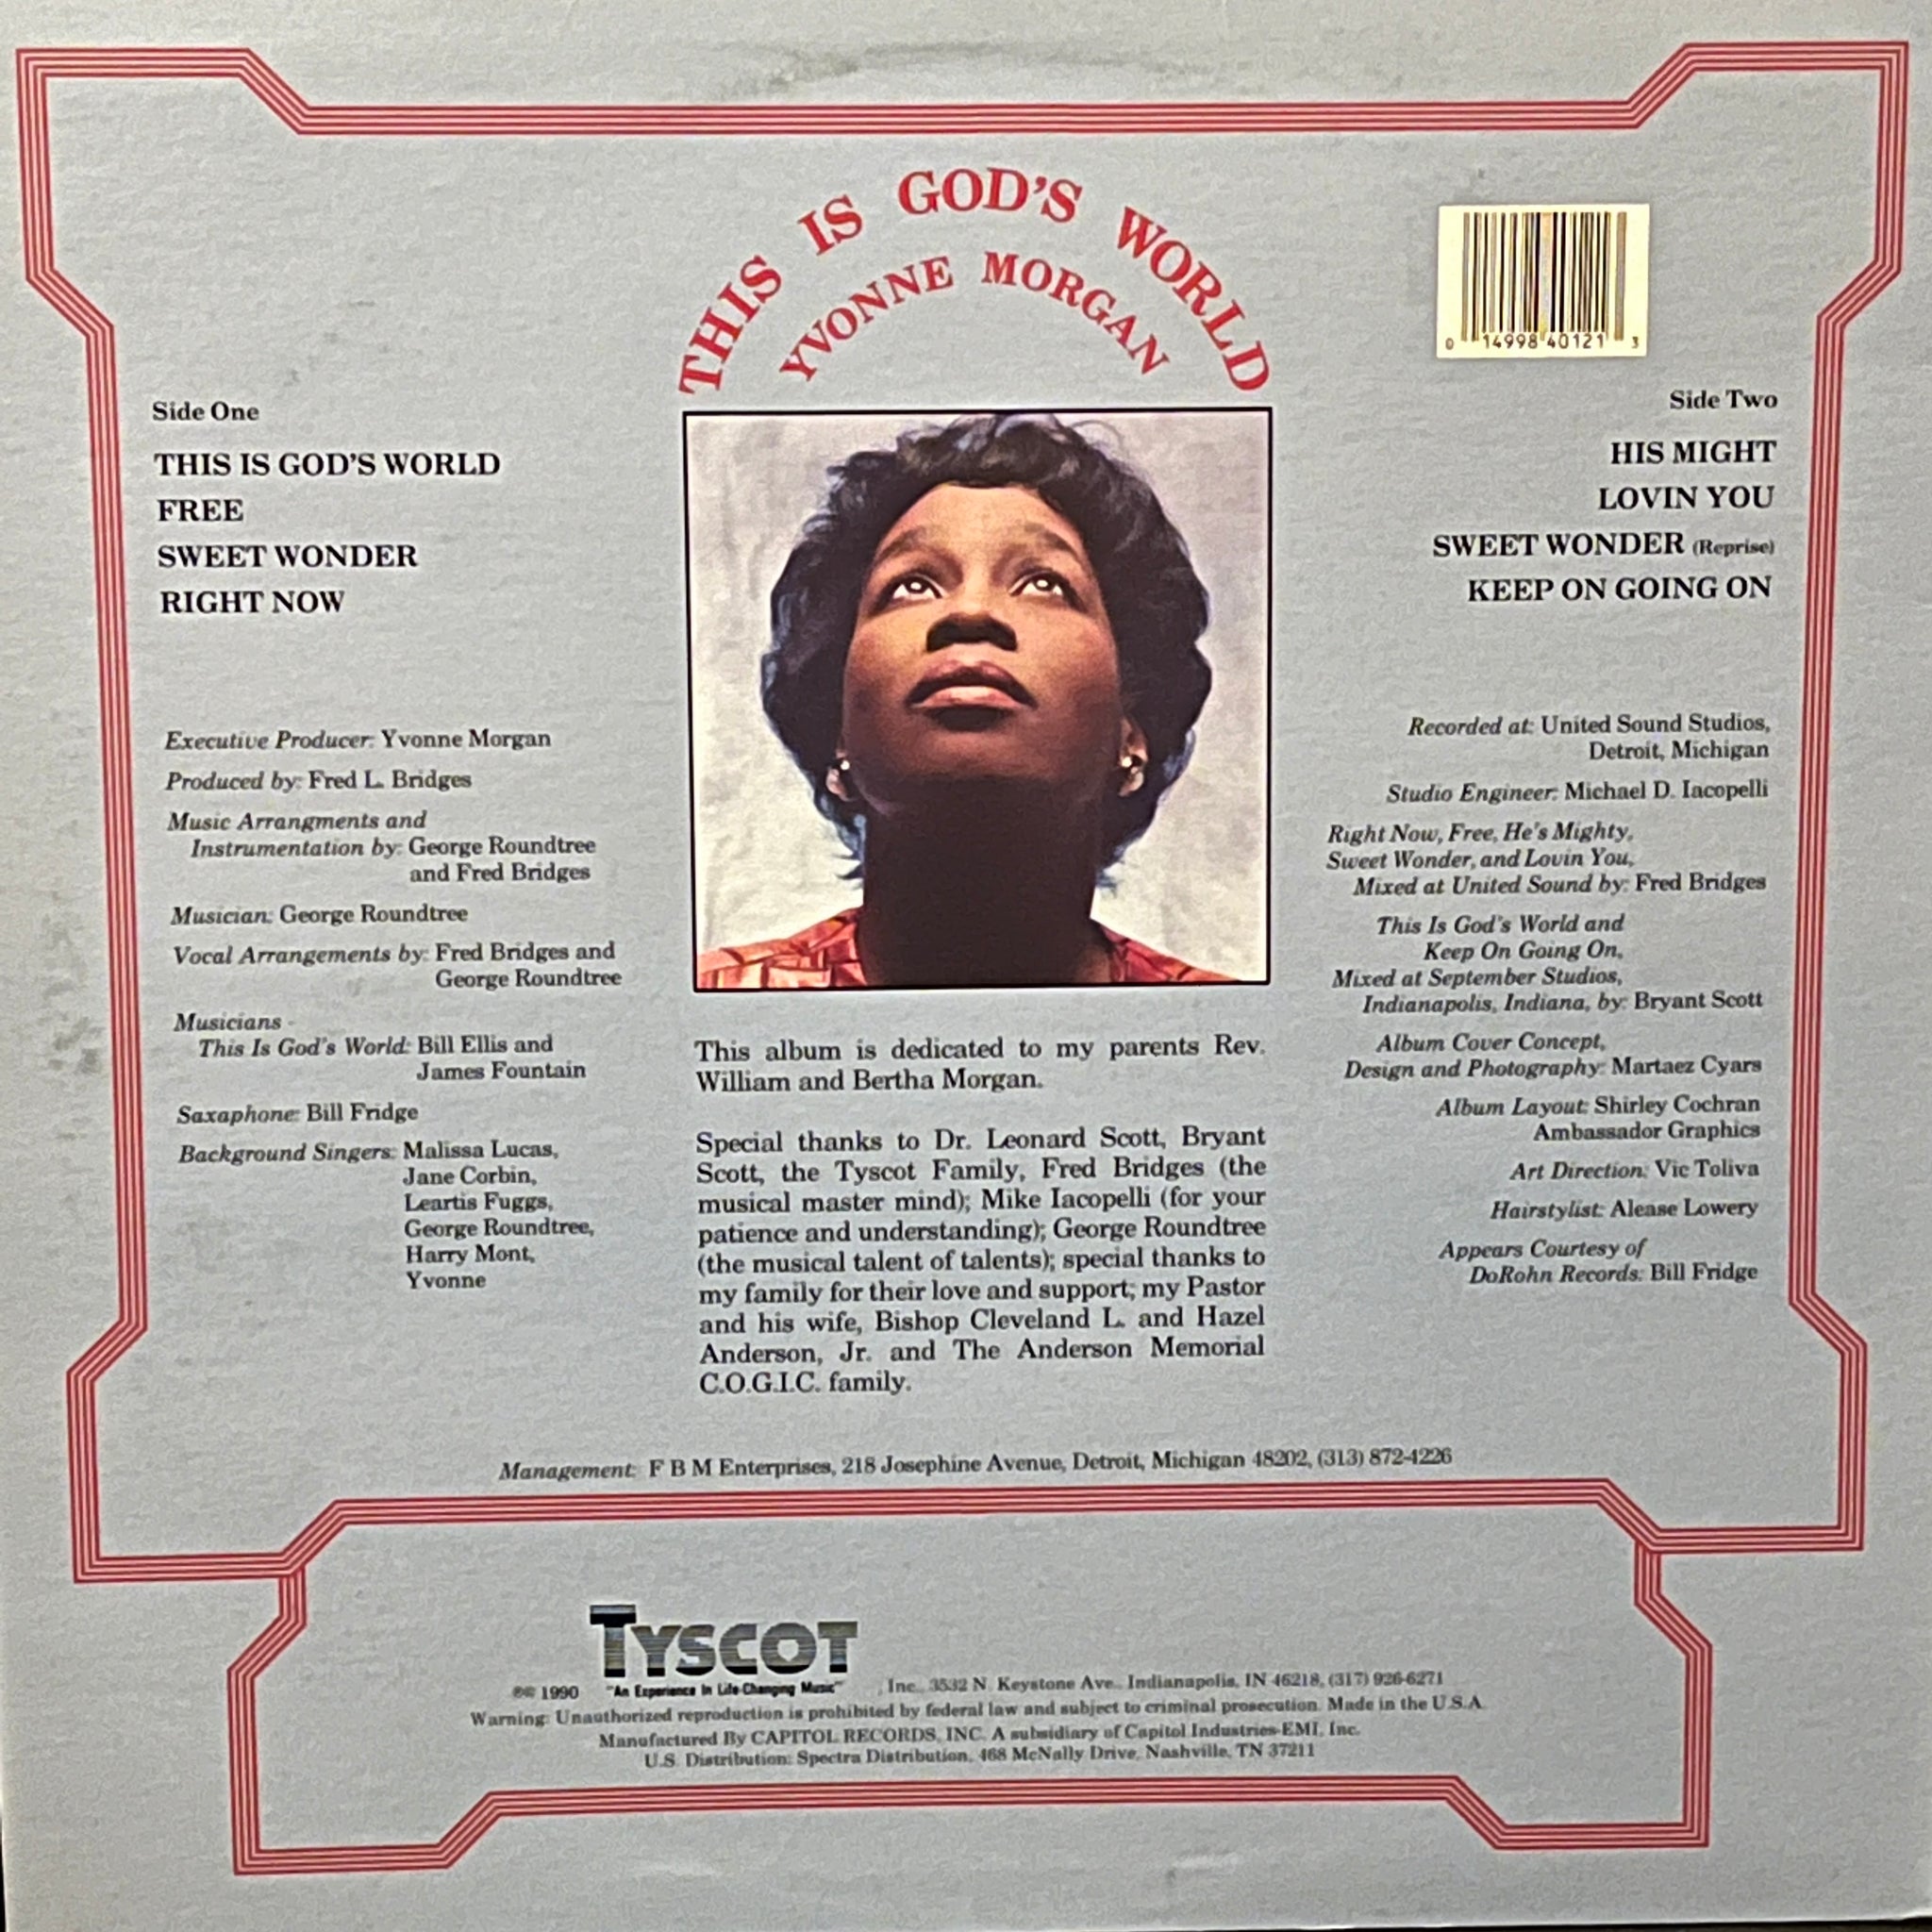 THIS IS GOD'S WORLD
YVONNE MORGAN
0 14998 40121 3
Side One
THIS IS GOD'S WORLD
FREE
SWEET WONDER
RIGHT NOW
Side Two
HIS MIGHT
LOVIN YOU
SWEET WONDER (Reprise)
KEEP ON GOING ON
Executive Producer: Yvonne Morgan
Produced by: Fred L. Bridges
Music Arrangments and
Instrumentation by: George Roundtree
and Fred Bridges
Musician: George Roundtree
Vocal Arrangements by: Fred Bridges and
George Roundtree
Musicians -
This Is God's World: Bill Ellis and
James Fountain
Saxaphone: Bill Fridge
Background Singers: Malissa Lucas,
Jane Corbin,
Leartis Fuggs,
George Roundtree,
Harry Mont,
Yvonne
This album is dedicated to my parents Rev.
William and Bertha Morgan.
Special thanks to Dr. Leonard Scott, Bryant
Scott, the Tyscot Family, Fred Bridges (the
musical master mind); Mike Iacopelli (for your
patience and understanding); George Roundtree
(the musical talent of talents); special thanks to
my family for their love and support; my Pastor
and his wife, Bishop Cleveland L. and Hazel
Anderson, Jr. and The Anderson Memorial
C.O.G.I.C. family.
Recorded at: United Sound Studios,
Detroit, Michigan
Studio Engineer: Michael D. Iacopelli
Right Now, Free, He's Mighty,
Sweet Wonder, and Lovin You,
Mixed at United Sound by: Fred Bridges
This Is God's World and
Keep On Going On,
Mixed at September Studios,
Indianapolis, Indiana, by: Bryant Scott
Album Cover Concept,
Design and Photography: Martaez Cyars
Album Layout: Shirley Cochran
Ambassador Graphics
Art Direction: Vic Toliva
Hairstylist: Alease Lowery
Appears Courtesy of
DoRohn Records: Bill Fridge
Management: F B M Enterprises, 218 Josephine Avenue, Detroit, Michigan 48202, (313) 872-4226
TYSCOT
"An Experience In Life-Changing Music"
©℗ 1990 , Inc., 3532 N. Keystone Ave., Indianapolis, IN 46218, (317) 926-6271
Warning: Unauthorized reproduction is prohibited by federal law and subject to criminal prosecution. Made in the U.S.A.
Manufactured By CAPITOL RECORDS, INC. A subsidiary of Capitol Industries-EMI, Inc.
U.S. Distribution: Spectra Distribution, 468 McNally Drive, Nashville, TN 37211